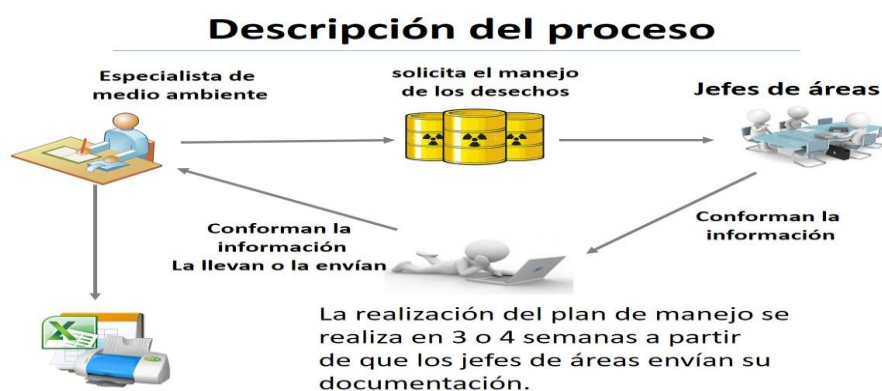 Descripción del proceso
Especialista de
medio ambiente
solicita el manejo
de los desechos
Jefes de áreas
Conforman la
información
La llevan o la envían
Conforman la
información
La realización del plan de manejo se
realiza en 3 o 4 semanas a partir
de que los jefes de áreas envían su
documentación.